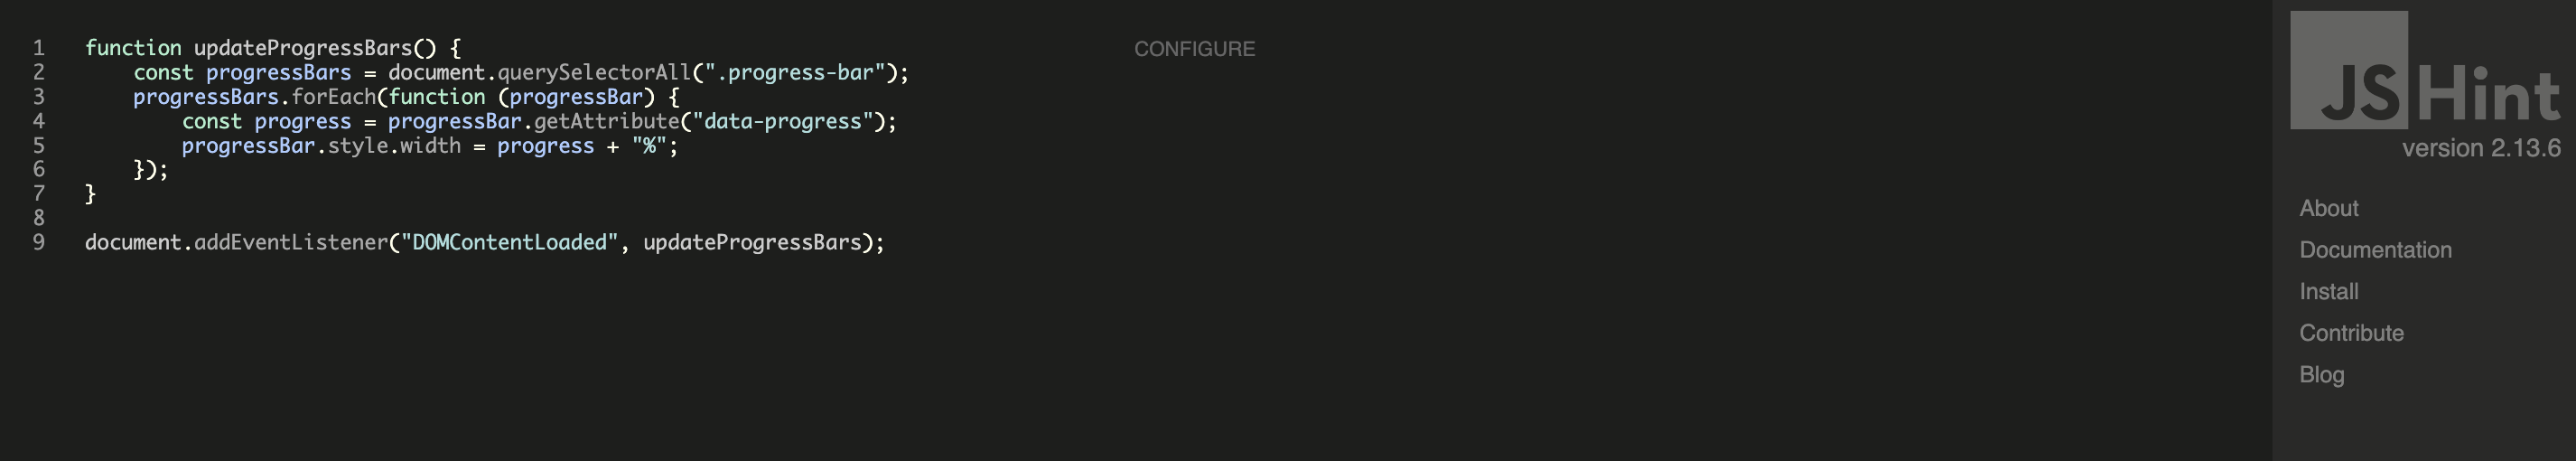 1 function updateProgressBars() {
2     const progressBars = document.querySelectorAll(".progress-bar");
3     progressBars.forEach(function (progressBar) {
4         const progress = progressBar.getAttribute("data-progress");
5         progressBar.style.width = progress + "%";
6     });
7 }
8
9 document.addEventListener("DOMContentLoaded", updateProgressBars);
CONFIGURE
JSHint
version 2.13.6
About
Documentation
Install
Contribute
Blog